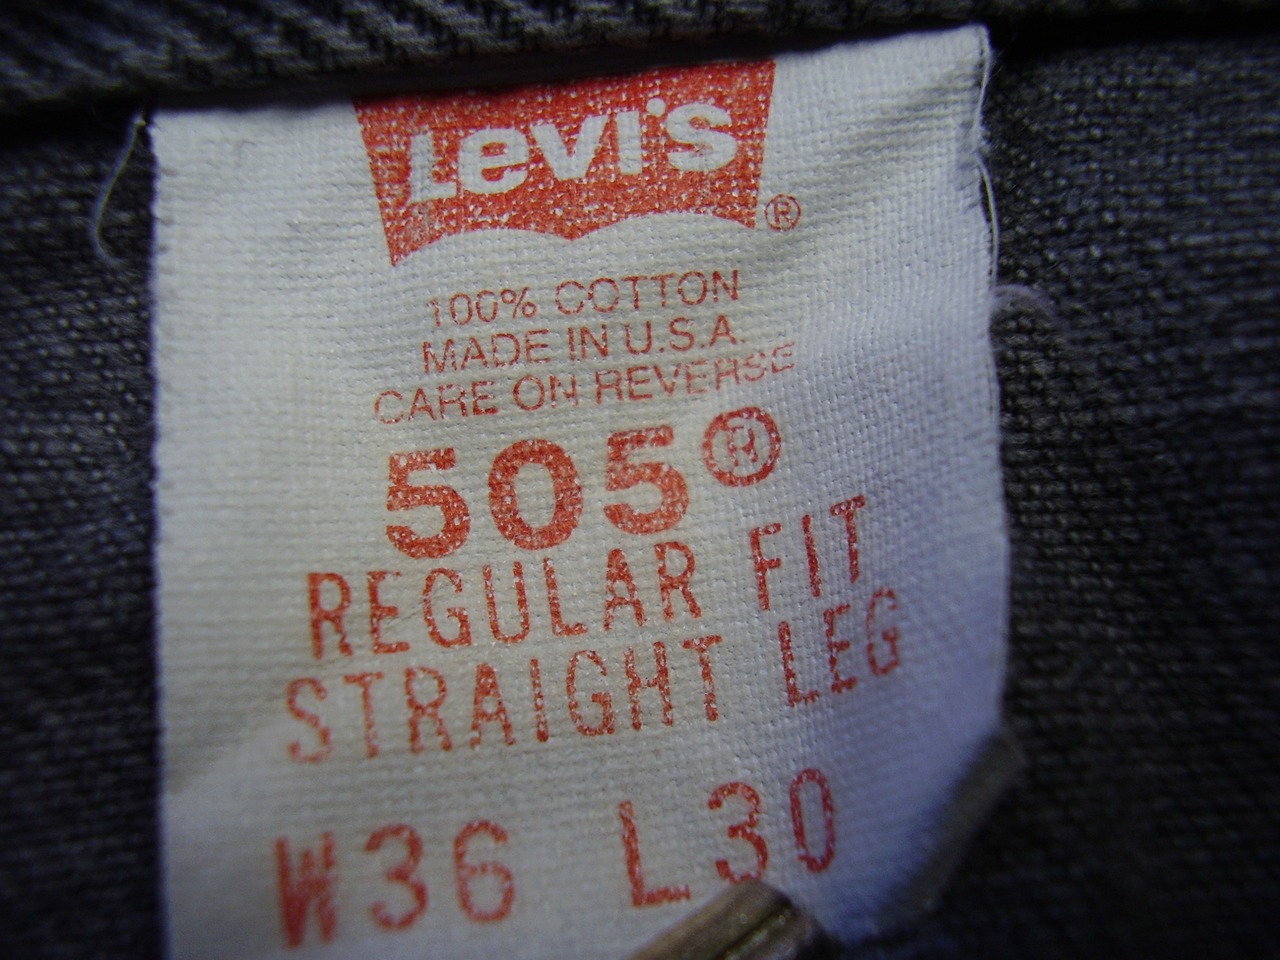 Levi's
®
100% COTTON
MADE IN U.S.A.
CARE ON REVERSE
505®
REGULAR FIT
STRAIGHT LEG
W36 L30